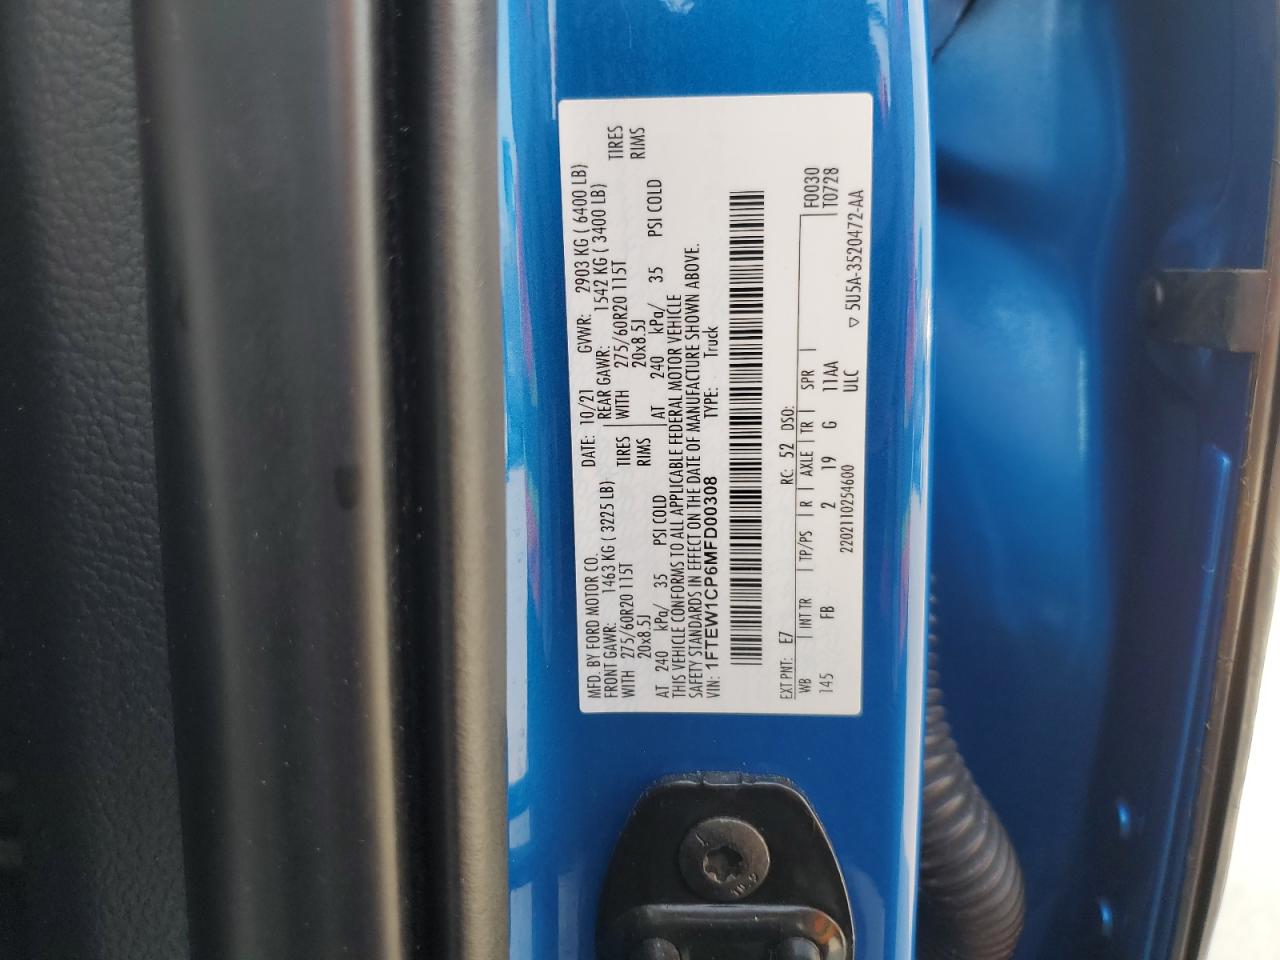 MFD. BY FORD MOTOR CO.
DATE: 10/21 GVWR: 2903 KG ( 6400 LB)
FRONT GAWR: 1463 KG ( 3225 LB) REAR GAWR: 1542 KG ( 3400 LB)
WITH 275/60R20 115T TIRES WITH 275/60R20 115T TIRES
20x8.5J RIMS 20x8.5J RIMS
AT 240 kPa/ 35 PSI COLD AT 240 kPa/ 35 PSI COLD
THIS VEHICLE CONFORMS TO ALL APPLICABLE FEDERAL MOTOR VEHICLE
SAFETY STANDARDS IN EFFECT ON THE DATE OF MANUFACTURE SHOWN ABOVE.
VIN: 1FTEW1CP6MFD00308 TYPE: Truck
EXT PNT: E7 RC: 52 DSO: F0030
WB INT TR TP/PS R AXLE TR SPR T0728
145 FB 2 19 G 11AA
2202110254600 ULC ▽ 5U5A-3520472-AA
10.9